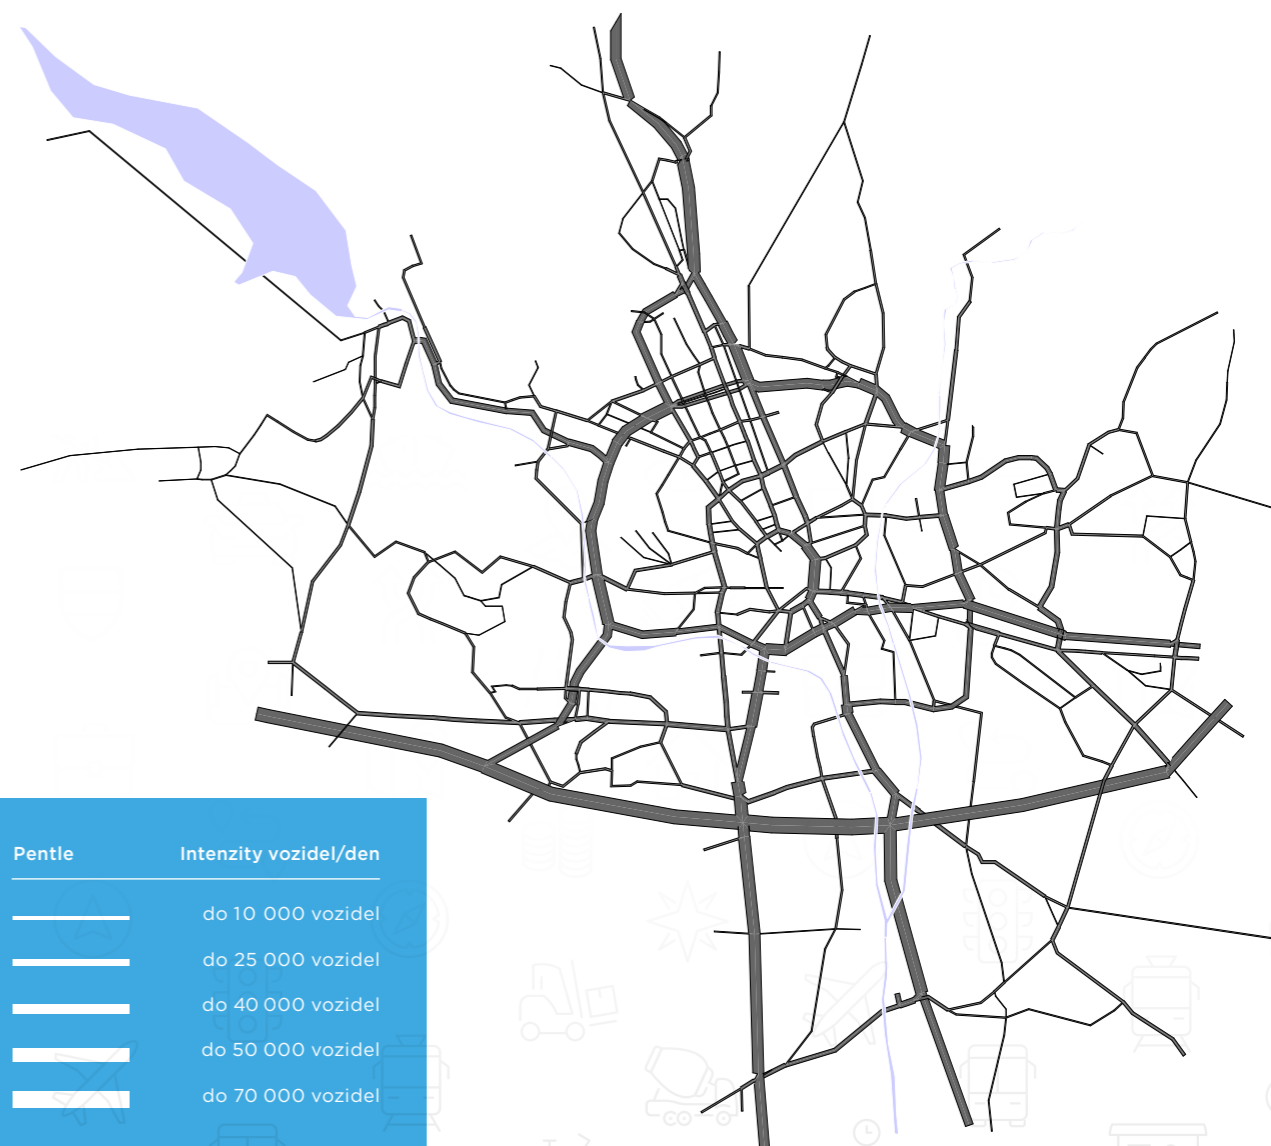 Pentle Intenzity vozidel/den
do 10 000 vozidel
do 25 000 vozidel
do 40 000 vozidel
do 50 000 vozidel
do 70 000 vozidel